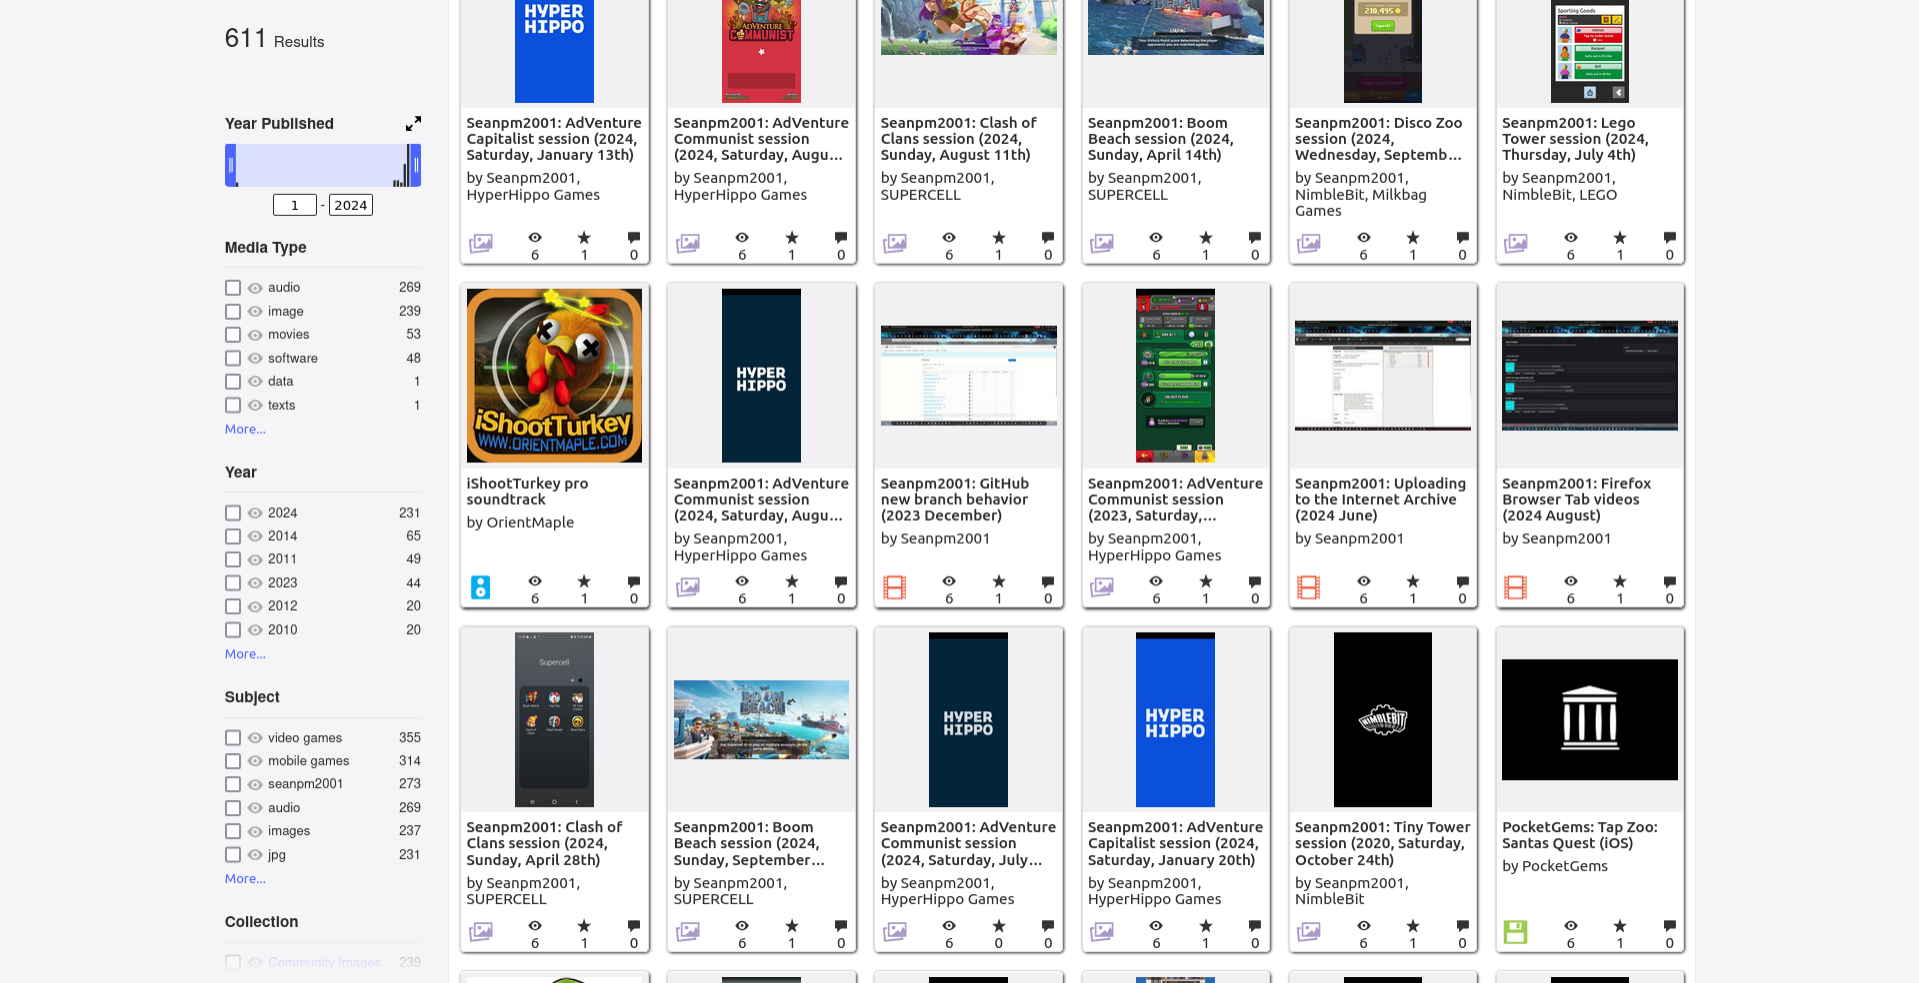 611 Results
Year Published
1 - 2024
Media Type
audio 269
image 239
movies 53
software 48
data 1
texts 1
More...
Year
2024 231
2014 65
2011 49
2023 44
2012 20
2010 20
More...
Subject
video games 355
mobile games 314
seanpm2001 273
audio 269
images 237
jpg 231
More...
Collection
Community Images 239
HYPER
HIPPO
Seanpm2001: AdVenture
Capitalist session (2024,
Saturday, January 13th)
by Seanpm2001,
HyperHippo Games
6 1 0
ADVENTURE
COMMUNIST
Seanpm2001: AdVenture
Communist session
(2024, Saturday, Augu...
by Seanpm2001,
HyperHippo Games
6 1 0
Seanpm2001: Clash of
Clans session (2024,
Sunday, August 11th)
by Seanpm2001,
SUPERCELL
6 1 0
Seanpm2001: Boom
Beach session (2024,
Sunday, April 14th)
by Seanpm2001,
SUPERCELL
6 1 0
210,495
Seanpm2001: Disco Zoo
session (2024,
Wednesday, Septemb...
by Seanpm2001,
NimbleBit, Milkbag
Games
6 1 0
Sporting Goods
Seanpm2001: Lego
Tower session (2024,
Thursday, July 4th)
by Seanpm2001,
NimbleBit, LEGO
6 1 0
iShootTurkey
WWW.ORIENTMAPLE.COM
iShootTurkey pro
soundtrack
by OrientMaple
6 1 0
HYPER
HIPPO
Seanpm2001: AdVenture
Communist session
(2024, Saturday, Augu...
by Seanpm2001,
HyperHippo Games
6 1 0
Seanpm2001: GitHub
new branch behavior
(2023 December)
by Seanpm2001
6 1 0
Seanpm2001: AdVenture
Communist session
(2023, Saturday,...
by Seanpm2001,
HyperHippo Games
6 1 0
Seanpm2001: Uploading
to the Internet Archive
(2024 June)
by Seanpm2001
6 1 0
Seanpm2001: Firefox
Browser Tab videos
(2024 August)
by Seanpm2001
6 1 0
Supercell
Seanpm2001: Clash of
Clans session (2024,
Sunday, April 28th)
by Seanpm2001,
SUPERCELL
6 1 0
BOOM
BEACH
Seanpm2001: Boom
Beach session (2024,
Sunday, September...
by Seanpm2001,
SUPERCELL
6 1 0
HYPER
HIPPO
Seanpm2001: AdVenture
Communist session
(2024, Saturday, July...
by Seanpm2001,
HyperHippo Games
6 0 0
HYPER
HIPPO
Seanpm2001: AdVenture
Capitalist session (2024,
Saturday, January 20th)
by Seanpm2001,
HyperHippo Games
6 1 0
NIMBLEBIT
Seanpm2001: Tiny Tower
session (2020, Saturday,
October 24th)
by Seanpm2001,
NimbleBit
6 1 0
PocketGems: Tap Zoo:
Santas Quest (iOS)
by PocketGems
6 1 0